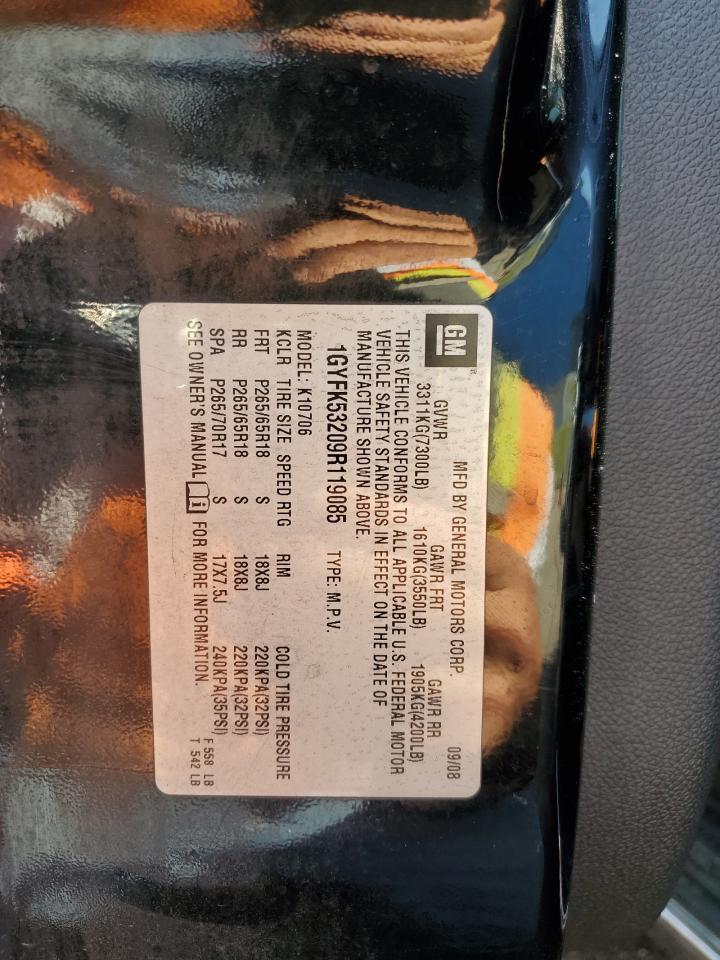 GM
MFD BY GENERAL MOTORS CORP. 09/08
GVWR GAWR FRT GAWR RR
3311KG(7300LB) 1610KG(3550LB) 1905KG(4200LB)
THIS VEHICLE CONFORMS TO ALL APPLICABLE U.S. FEDERAL MOTOR
VEHICLE SAFETY STANDARDS IN EFFECT ON THE DATE OF
MANUFACTURE SHOWN ABOVE.
1GYFK53209R119085 TYPE: M.P.V.
MODEL: K10706
KCLR TIRE SIZE SPEED RTG RIM COLD TIRE PRESSURE
FRT P265/65R18 S 18X8J 220KPA(32PSI)
RR P265/65R18 S 18X8J 220KPA(32PSI)
SPA P265/70R17 S 17X7.5J 240KPA(35PSI) F 558 LB
SEE OWNER'S MANUAL FOR MORE INFORMATION. T 542 LB